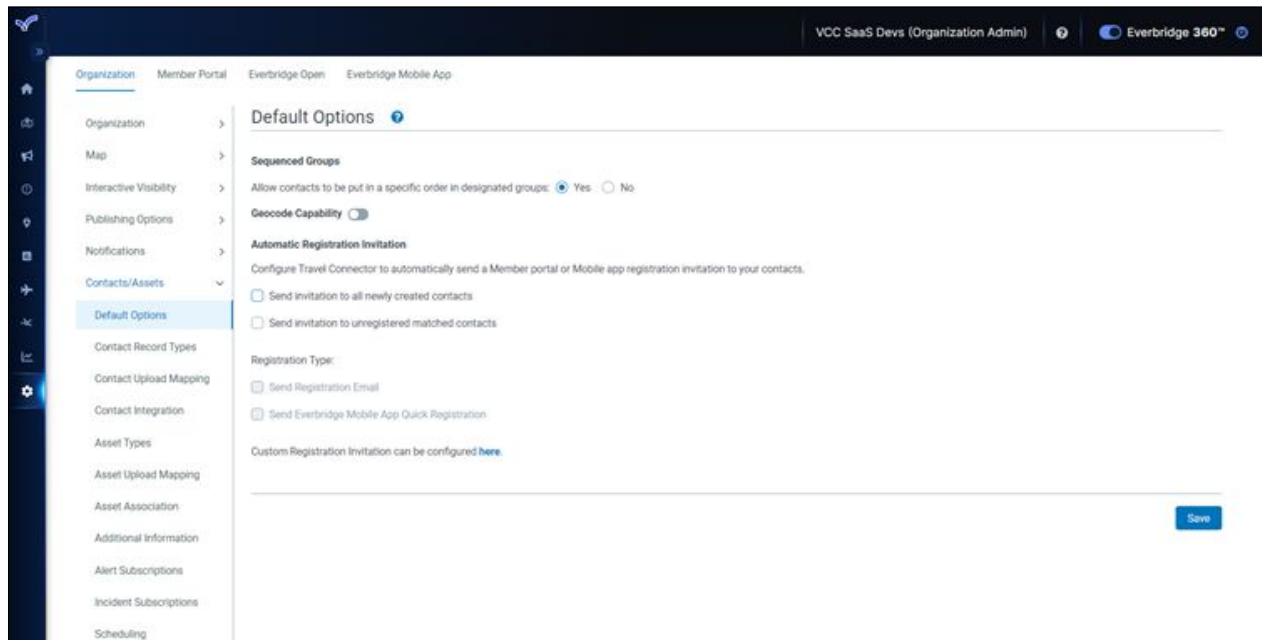 VCC SaaS Devs (Organization Admin)
Everbridge 360™
Organization Member Portal Everbridge Open Everbridge Mobile App
Organization
Map
Interactive Visibility
Publishing Options
Notifications
Contacts/Assets
Default Options
Contact Record Types
Contact Upload Mapping
Contact Integration
Asset Types
Asset Upload Mapping
Asset Association
Additional Information
Alert Subscriptions
Incident Subscriptions
Scheduling
Default Options
Sequenced Groups
Allow contacts to be put in a specific order in designated groups: Yes No
Geocode Capability
Automatic Registration Invitation
Configure Travel Connector to automatically send a Member portal or Mobile app registration invitation to your contacts.
Send invitation to all newly created contacts
Send invitation to unregistered matched contacts
Registration Type:
Send Registration Email
Send Everbridge Mobile App Quick Registration
Custom Registration Invitation can be configured here.
Save